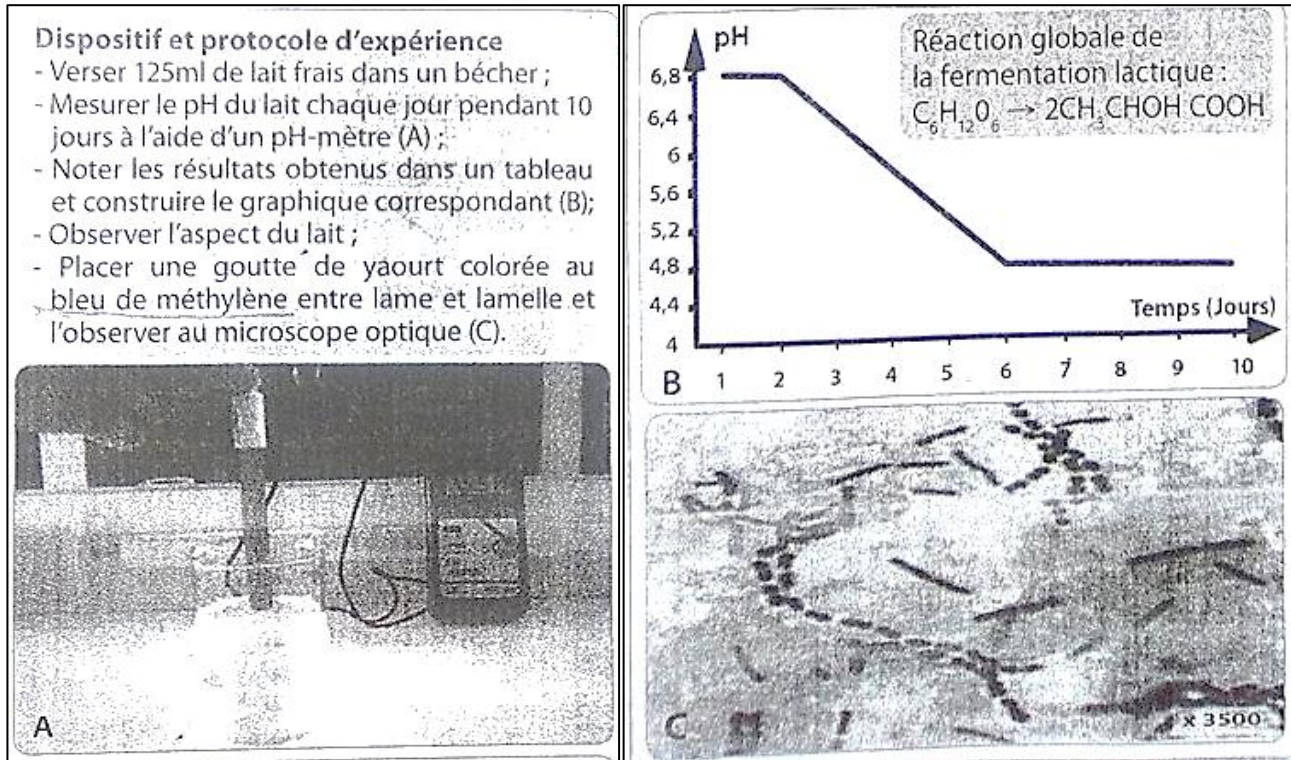 Dispositif et protocole d'expérience
- Verser 125ml de lait frais dans un bécher ;
- Mesurer le pH du lait chaque jour pendant 10
jours à l'aide d'un pH-mètre (A) ;
- Noter les résultats obtenus dans un tableau
et construire le graphique correspondant (B);
- Observer l'aspect du lait ;
- Placer une goutte de yaourt colorée au
bleu de méthylène entre lame et lamelle et
l'observer au microscope optique (C).
A
pH
Réaction globale de
la fermentation lactique :
C₆H₁₂O₆ → 2CH₃CHOH COOH
6,8
6,4
6
5,6
5,2
4,8
4,4
4
Temps (Jours)
1 2 3 4 5 6 7 8 9 10
B
C
x 3500